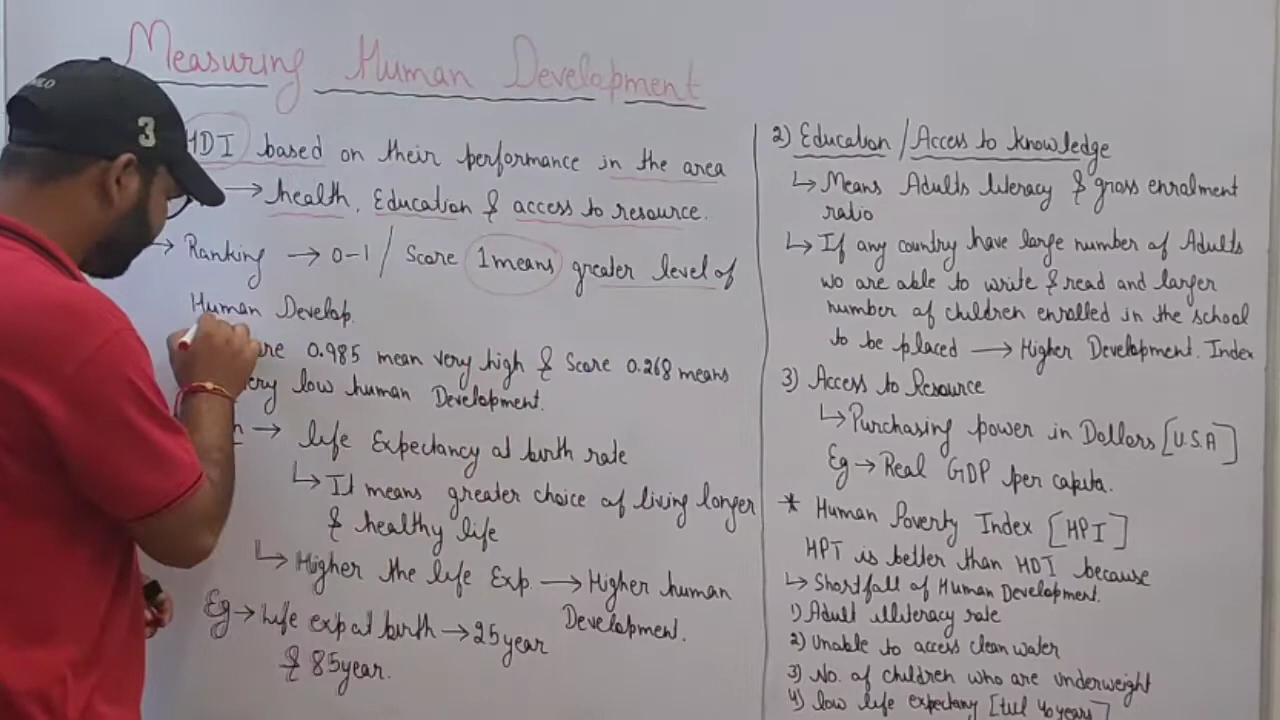 Measuring Human Development
HDI based on their performance in the area
→ health, Education & access to resource.
→ Ranking → 0-1 / Score 1 means greater level of
Human Develop.
0.985 mean very high & Score 0.268 means
low human Development.
→ life Expectancy at birth rate
↳ It means greater choice of living longer
& healthy life
↳ Higher the life Exp. → Higher human
Development.
Eg → life exp at birth → 25 year
& 85 year.
2) Education / Access to knowledge
↳ Means Adults literacy & gross enrolment
ratio
↳ If any country have large number of Adults
wo are able to write & read and larger
number of children enrolled in the school
to be placed → Higher Development. Index
3) Access to Resource
↳ Purchasing power in Dollars [U.S.A]
Eg → Real GDP per capita.
* Human Poverty Index [HPI]
HPI is better than HDI because
↳ Shortfall of Human Development.
1) Adult illiteracy rate
2) Unable to access clean water
3) No. of children who are underweight
4) low life expectany [till 40 years]
3